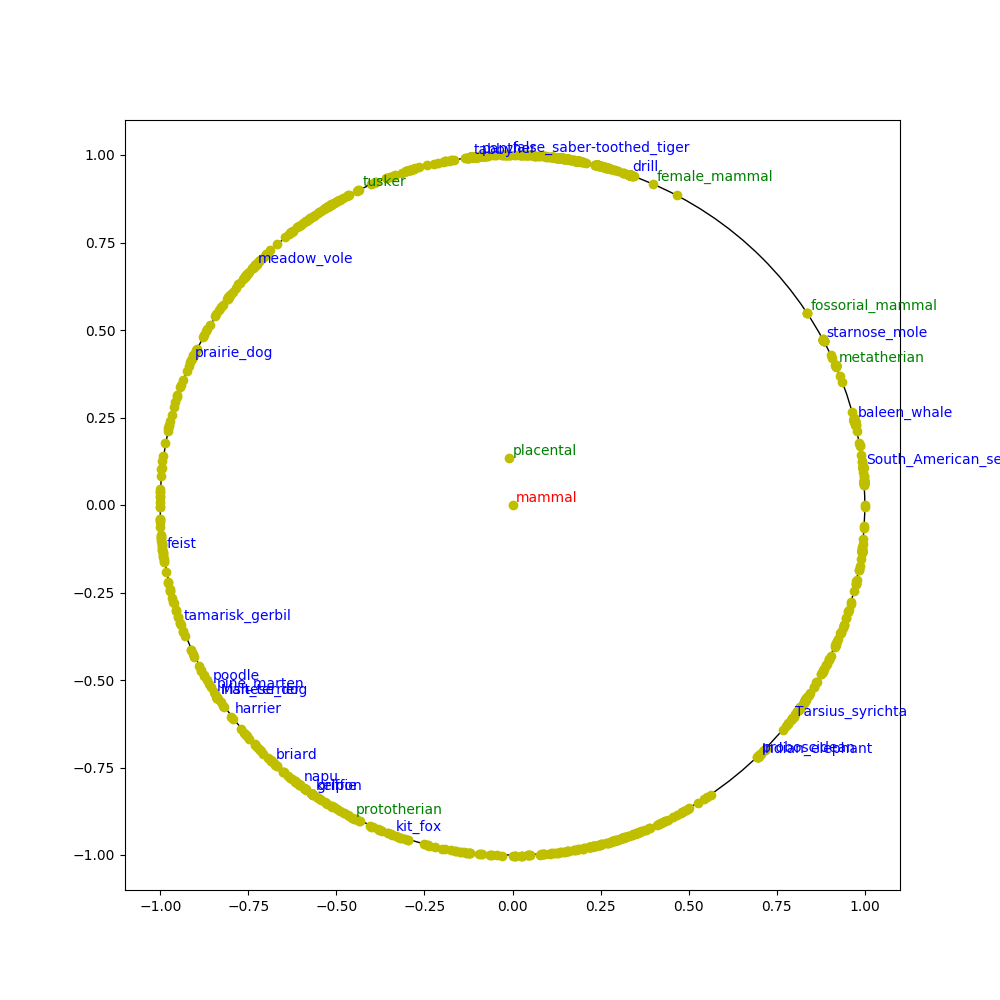 1.00
0.75
0.50
0.25
0.00
−0.25
−0.50
−0.75
−1.00
false_saber-toothed_tiger
drill
female_mammal
tusker
meadow_vole
fossorial_mammal
starnose_mole
metatherian
prairie_dog
baleen_whale
placental
South_American_se
mammal
feist
tamarisk_gerbil
poodle
harrier
Tarsius_syrichta
Indian_elephant
briard
napu
prototherian
kit_fox
−1.00 −0.75 −0.50 −0.25 0.00 0.25 0.50 0.75 1.00